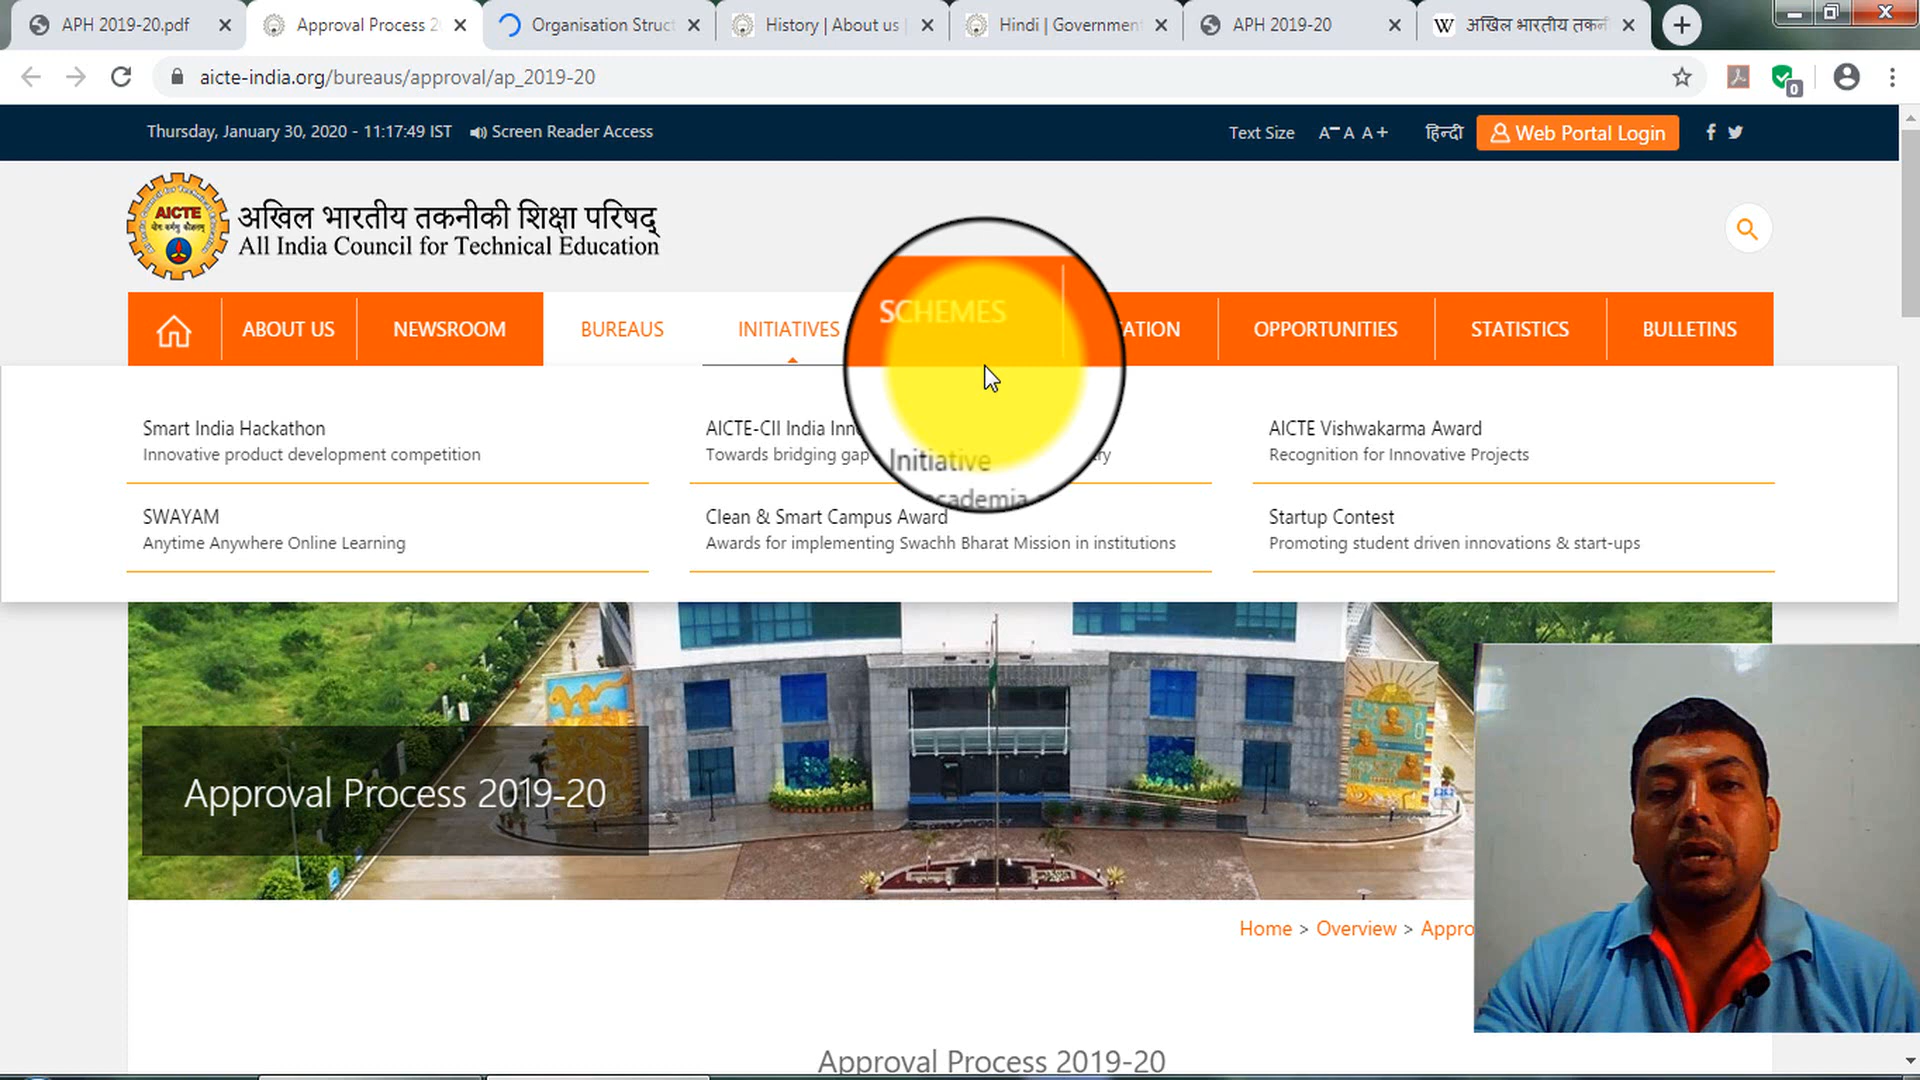 APH 2019-20.pdf
Approval Process 2
Organisation Struct
History | About us |
Hindi | Government
APH 2019-20
W अखिल भारतीय तकनी
aicte-india.org/bureaus/approval/ap_2019-20
0
Thursday, January 30, 2020 - 11:17:49 IST
Screen Reader Access
Text Size A- A A+
हिन्दी
Web Portal Login
AICTE
अखिल भारतीय तकनीकी शिक्षा परिषद्
All India Council for Technical Education
ABOUT US
NEWSROOM
BUREAUS
INITIATIVES
SCHEMES
ATION
OPPORTUNITIES
STATISTICS
BULLETINS
Smart India Hackathon
Innovative product development competition
AICTE-CII India Inn
Towards bridging gap
Initiative
academia
ry
AICTE Vishwakarma Award
Recognition for Innovative Projects
SWAYAM
Anytime Anywhere Online Learning
Clean & Smart Campus Award
Awards for implementing Swachh Bharat Mission in institutions
Startup Contest
Promoting student driven innovations & start-ups
Approval Process 2019-20
Home > Overview > Appro
Approval Process 2019-20